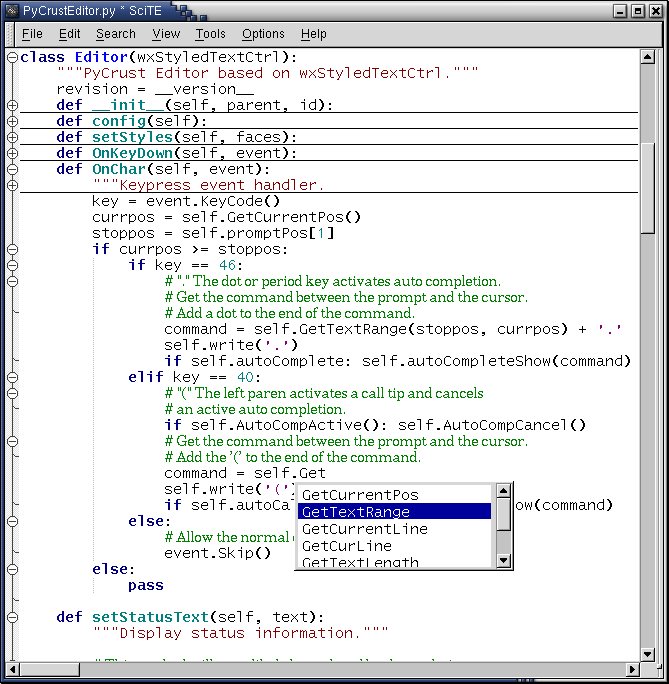 PyCrustEditor.py * SciTE
File Edit Search View Tools Options Help
class Editor(wxStyledTextCtrl):
"""PyCrust Editor based on wxStyledTextCtrl."""
revision = __version__
def __init__(self, parent, id):
def config(self):
def setStyles(self, faces):
def OnKeyDown(self, event):
def OnChar(self, event):
"""Keypress event handler.
key = event.KeyCode()
currpos = self.GetCurrentPos()
stoppos = self.promptPos[1]
if currpos >= stoppos:
if key == 46:
# "." The dot or period key activates auto completion.
# Get the command between the prompt and the cursor.
# Add a dot to the end of the command.
command = self.GetTextRange(stoppos, currpos) + '.'
self.write('.')
if self.autoComplete: self.autoCompleteShow(command)
elif key == 40:
# "(" The left paren activates a call tip and cancels
# an active auto completion.
if self.AutoCompActive(): self.AutoCompCancel()
# Get the command between the prompt and the cursor.
# Add the '(' to the end of the command.
command = self.Get
self.write('(')
GetCurrentPos
if self.autoCa ow(command)
GetTextRange
else:
GetCurrentLine
# Allow the normal
GetCurLine
event.Skip()
GetTextLength
else:
pass
def setStatusText(self, text):
"""Display status information."""